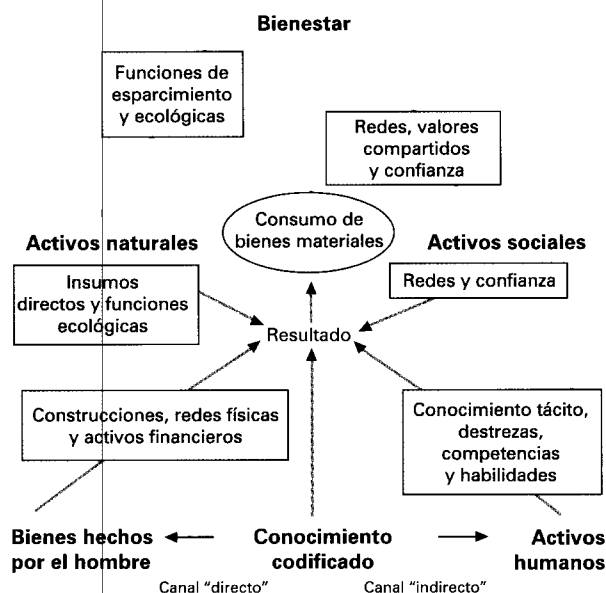 Bienestar
Funciones de
esparcimiento
y ecológicas
Redes, valores
compartidos
y confianza
Consumo de
bienes materiales
Activos naturales
Activos sociales
Insumos
directos y funciones
ecológicas
Redes y confianza
Resultado
Construcciones, redes físicas
y activos financieros
Conocimiento tácito,
destrezas,
competencias
y habilidades
Bienes hechos
por el hombre
Conocimiento
codificado
Activos
humanos
Canal "directo"
Canal "indirecto"